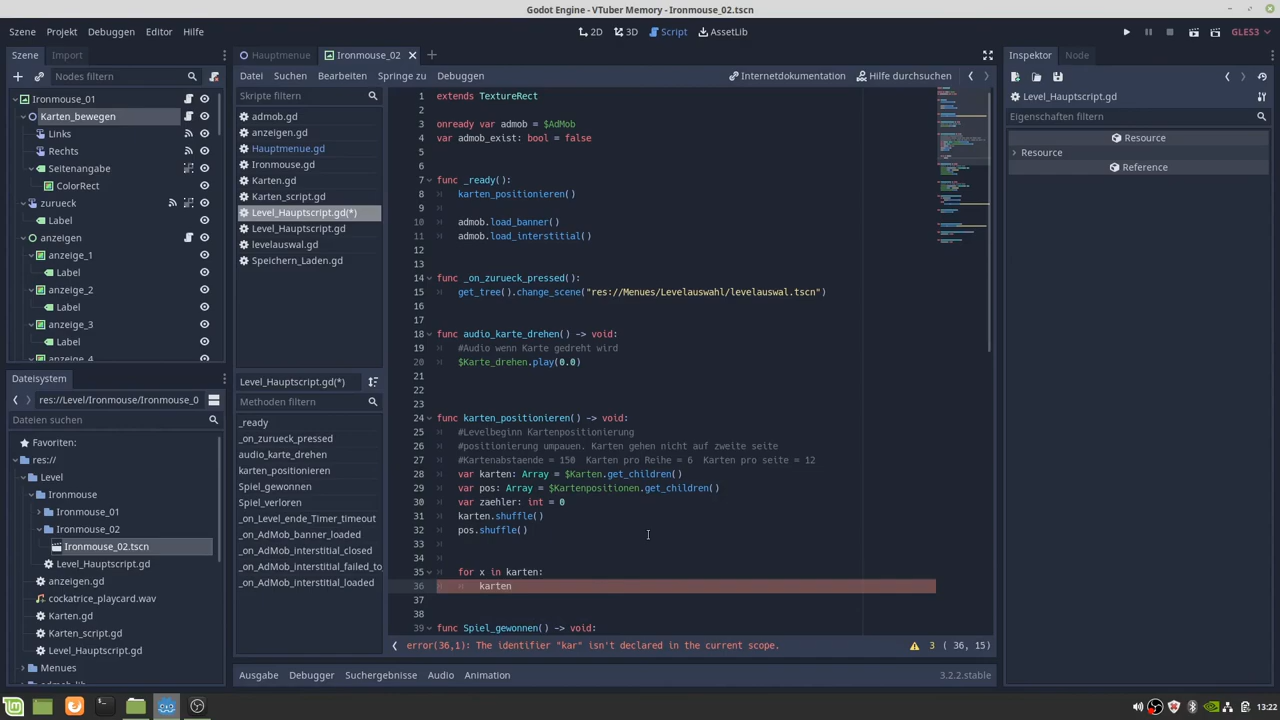 Godot Engine - VTuber Memory - Ironmouse_02.tscn
Szene Projekt Debuggen Editor Hilfe
2D 3D Script AssetLib
GLES3
Szene Import
Nodes filtern
Ironmouse_01
Karten_bewegen
Links
Rechts
Seitenangabe
ColorRect
zurueck
Label
anzeigen
anzeige_1
Label
anzeige_2
Label
anzeige_3
Label
anzeige_4
Dateisystem
res://Level/Ironmouse/Ironmouse_0
Dateien suchen
Favoriten:
res://
Level
Ironmouse
Ironmouse_01
Ironmouse_02
Ironmouse_02.tscn
Level_Hauptscript.gd
anzeigen.gd
cockatrice_playcard.wav
Karten.gd
Karten_script.gd
Level_Hauptscript.gd
Menues
admob-lib
Hauptmenue Ironmouse_02
Datei Suchen Bearbeiten Springe zu Debuggen
Internetdokumentation Hilfe durchsuchen
Skripte filtern
admob.gd
anzeigen.gd
Hauptmenue.gd
Ironmouse.gd
Karten.gd
Karten_script.gd
Level_Hauptscript.gd(*)
Level_Hauptscript.gd
levelauswal.gd
Speichern_Laden.gd
Level_Hauptscript.gd(*)
Methoden filtern
_ready
_on_zurueck_pressed
audio_karte_drehen
karten_positionieren
Spiel_gewonnen
Spiel_verloren
_on_Level_ende_Timer_timeout
_on_AdMob_banner_loaded
_on_AdMob_interstitial_closed
_on_AdMob_interstitial_failed_to
_on_AdMob_interstitial_loaded
1 extends TextureRect
2
3 onready var admob = $AdMob
4 var admob_exist: bool = false
5
6
7 func _ready():
8 karten_positionieren()
9
10 admob.load_banner()
11 admob.load_interstitial()
12
13
14 func _on_zurueck_pressed():
15 get_tree().change_scene("res://Menues/Levelauswahl/levelauswal.tscn")
16
17
18 func audio_karte_drehen() -> void:
19 #Audio wenn Karte gedreht wird
20 $Karte_drehen.play(0.0)
21
22
23
24 func karten_positionieren() -> void:
25 #Levelbeginn Kartenpositionierung
26 #positionierung umpauen. Karten gehen nicht auf zweite seite
27 #Kartenabstaende = 150 Karten pro Reihe = 6 Karten pro seite = 12
28 var karten: Array = $Karten.get_children()
29 var pos: Array = $Kartenpositionen.get_children()
30 var zaehler: int = 0
31 karten.shuffle()
32 pos.shuffle()
33
34
35 for x in karten:
36 karten
37
38
39 func Spiel_gewonnen() -> void:
error(36,1): The identifier "kar" isn't declared in the current scope.
3 ( 36, 15)
Ausgabe Debugger Suchergebnisse Audio Animation
3.2.2.stable
Inspektor Node
Level_Hauptscript.gd
Eigenschaften filtern
Resource
Resource
Reference
13:22